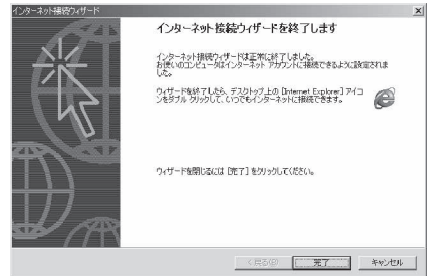 インターネット接続ウィザード
インターネット接続ウィザードを終了します
インターネット接続ウィザードは正常に終了しました。
お使いのコンピュータはインターネット アカウントに接続できるように設定されま
した。
ウィザードを終了したら、デスクトップ上の [Internet Explorer] アイコ
ンをダブル クリックして、いつでもインターネットに接続できます。
ウィザードを閉じるには [完了] をクリックしてください。
< 戻る(B)
完了
キャンセル